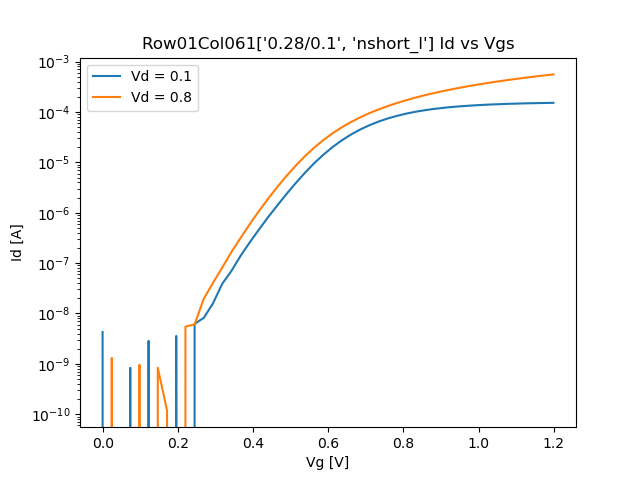 Row01Col061['0.28/0.1', 'nshort_l'] Id vs Vgs
Vd = 0.1
Vd = 0.8
Id [A]
10⁻³
10⁻⁴
10⁻⁵
10⁻⁶
10⁻⁷
10⁻⁸
10⁻⁹
10⁻¹⁰
0.0 0.2 0.4 0.6 0.8 1.0 1.2
Vg [V]